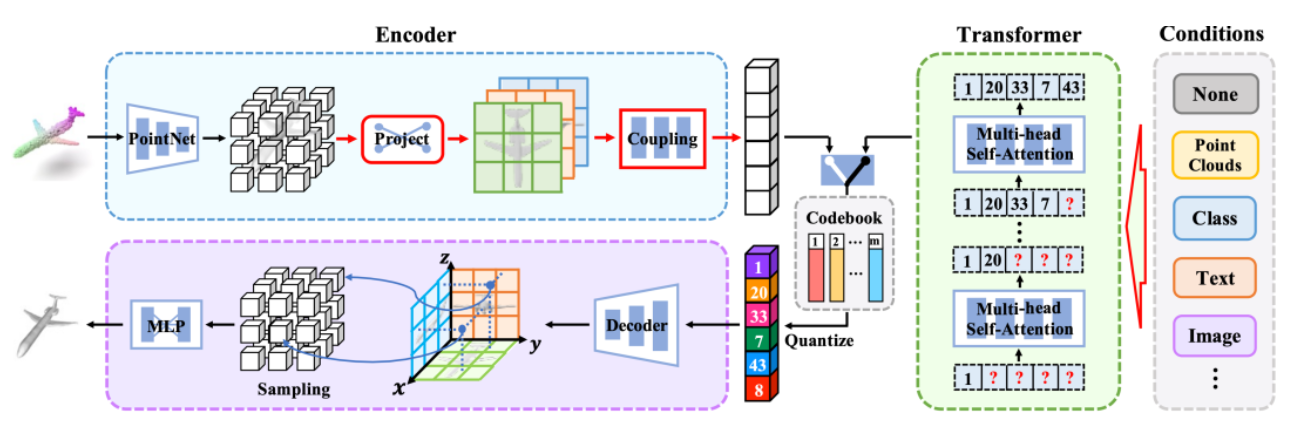 Encoder
Transformer
Conditions
PointNet
Project
Coupling
Codebook
1 2 ··· m
···
Quantize
1
20
33
7
43
8
Decoder
z
y
x
Sampling
MLP
1 20 33 7 43
Multi-head
Self-Attention
1 20 33 7 ?
⋮
1 20 ? ? ?
Multi-head
Self-Attention
1 ? ? ? ?
None
Point
Clouds
Class
Text
Image
⋮